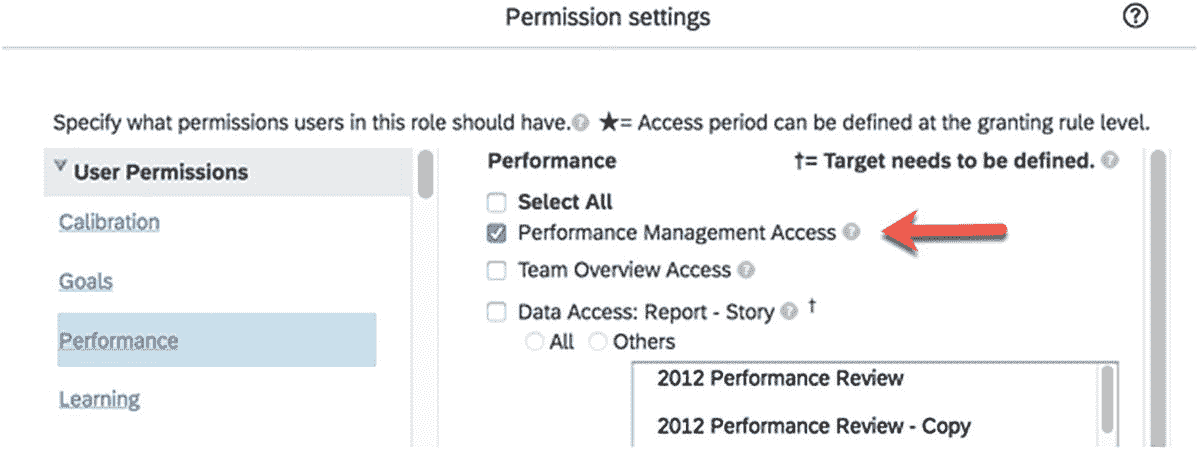 Permission settings
Specify what permissions users in this role should have. ★= Access period can be defined at the granting rule level.
User Permissions
Calibration
Goals
Performance
Learning
Performance
†= Target needs to be defined.
Select All
Performance Management Access
Team Overview Access
Data Access: Report - Story †
All Others
2012 Performance Review
2012 Performance Review - Copy